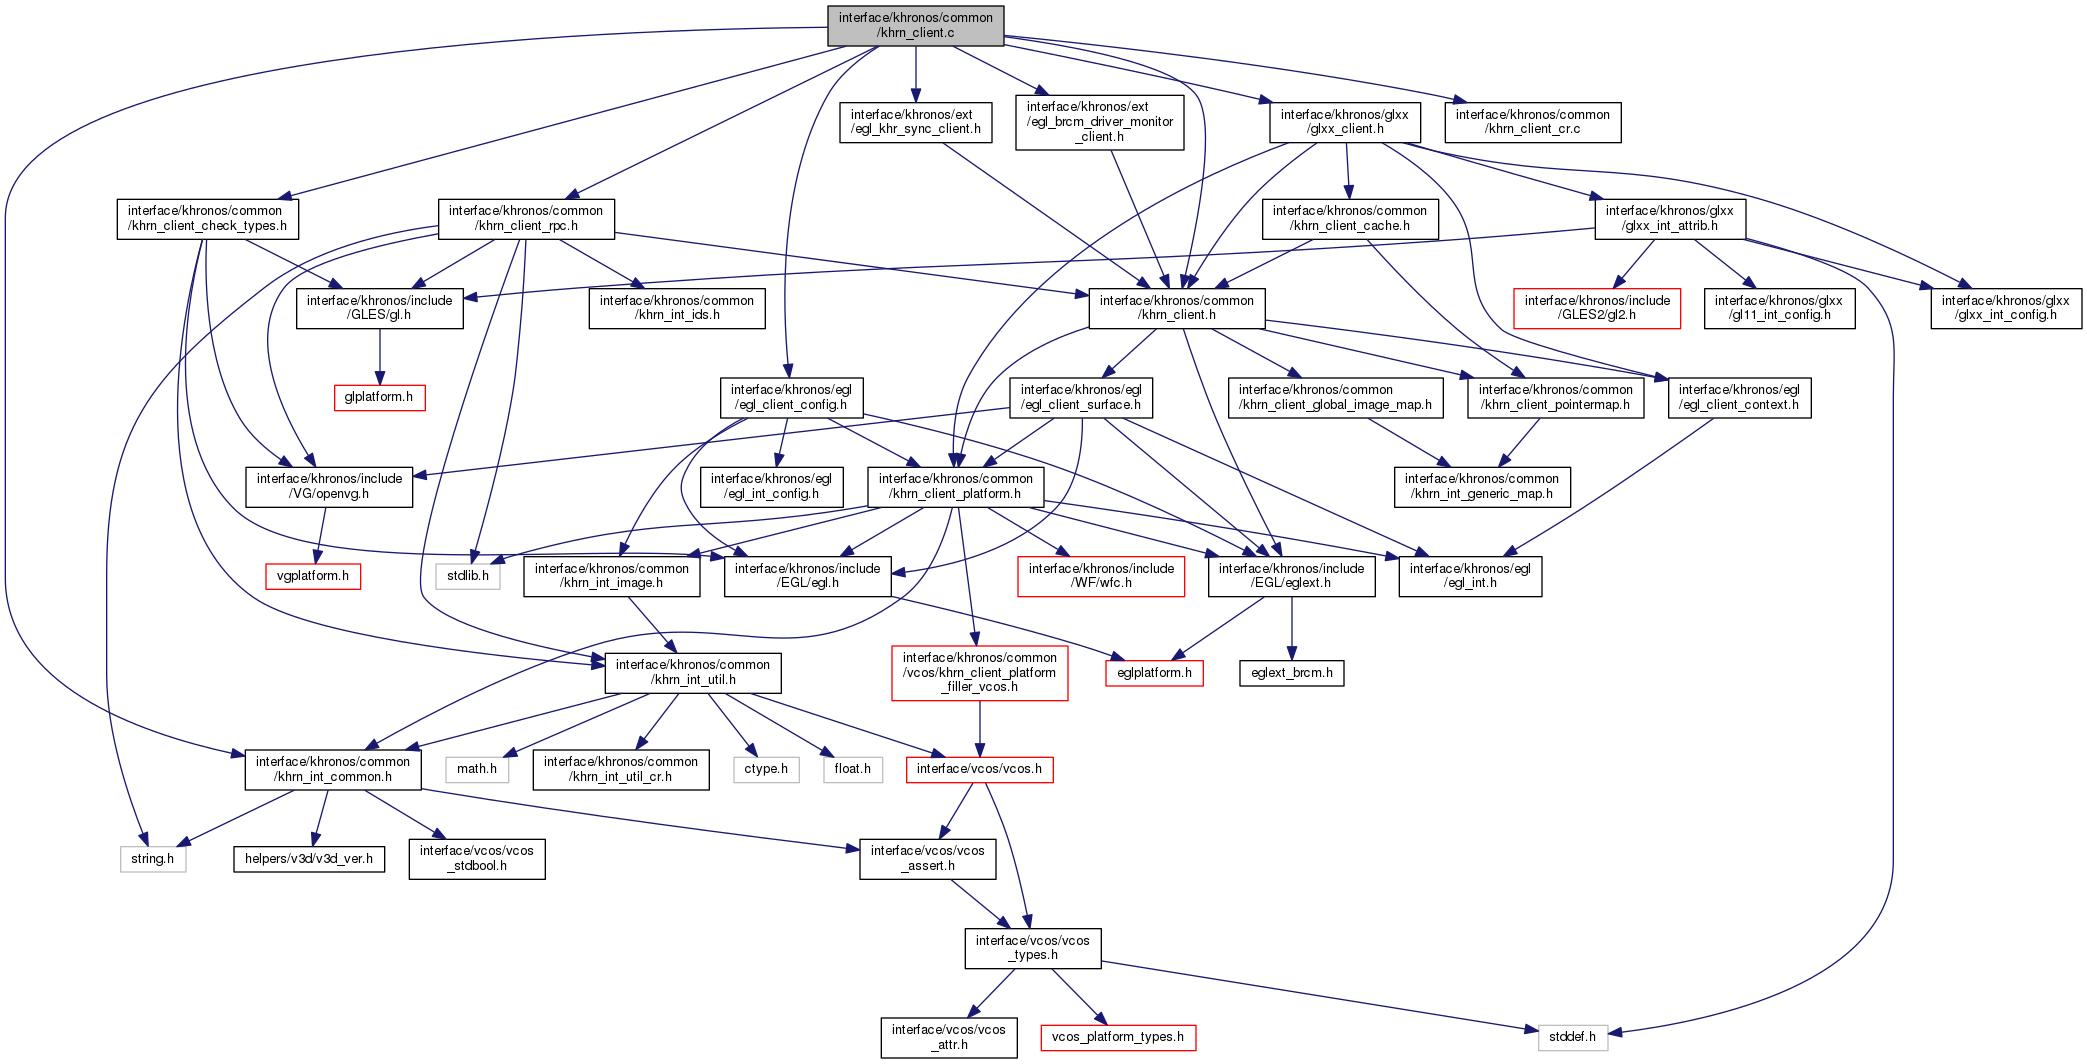 interface/khronos/common
/khrn_client.c
interface/khronos/ext
/egl_khr_sync_client.h
interface/khronos/ext
/egl_brcm_driver_monitor
_client.h
interface/khronos/glxx
/glxx_client.h
interface/khronos/common
/khrn_client_cr.c
interface/khronos/common
/khrn_client_check_types.h
interface/khronos/common
/khrn_client_rpc.h
interface/khronos/common
/khrn_client_cache.h
interface/khronos/glxx
/glxx_int_attrib.h
interface/khronos/include
/GLES/gl.h
interface/khronos/common
/khrn_int_ids.h
interface/khronos/common
/khrn_client.h
interface/khronos/include
/GLES2/gl2.h
interface/khronos/glxx
/gl11_int_config.h
interface/khronos/glxx
/glxx_int_config.h
glplatform.h
interface/khronos/egl
/egl_client_config.h
interface/khronos/egl
/egl_client_surface.h
interface/khronos/common
/khrn_client_global_image_map.h
interface/khronos/common
/khrn_client_pointermap.h
interface/khronos/egl
/egl_client_context.h
interface/khronos/include
/VG/openvg.h
interface/khronos/egl
/egl_int_config.h
interface/khronos/common
/khrn_client_platform.h
interface/khronos/common
/khrn_int_generic_map.h
vgplatform.h
stdlib.h
interface/khronos/common
/khrn_int_image.h
interface/khronos/include
/EGL/egl.h
interface/khronos/include
/WF/wfc.h
interface/khronos/include
/EGL/eglext.h
interface/khronos/egl
/egl_int.h
interface/khronos/common
/khrn_int_util.h
interface/khronos/common
/vcos/khrn_client_platform
_filler_vcos.h
eglplatform.h
eglext_brcm.h
interface/khronos/common
/khrn_int_common.h
math.h
interface/khronos/common
/khrn_int_util_cr.h
ctype.h
float.h
interface/vcos/vcos.h
string.h
helpers/v3d/v3d_ver.h
interface/vcos/vcos
_stdbool.h
interface/vcos/vcos
_assert.h
interface/vcos/vcos
_types.h
interface/vcos/vcos
_attr.h
vcos_platform_types.h
stddef.h